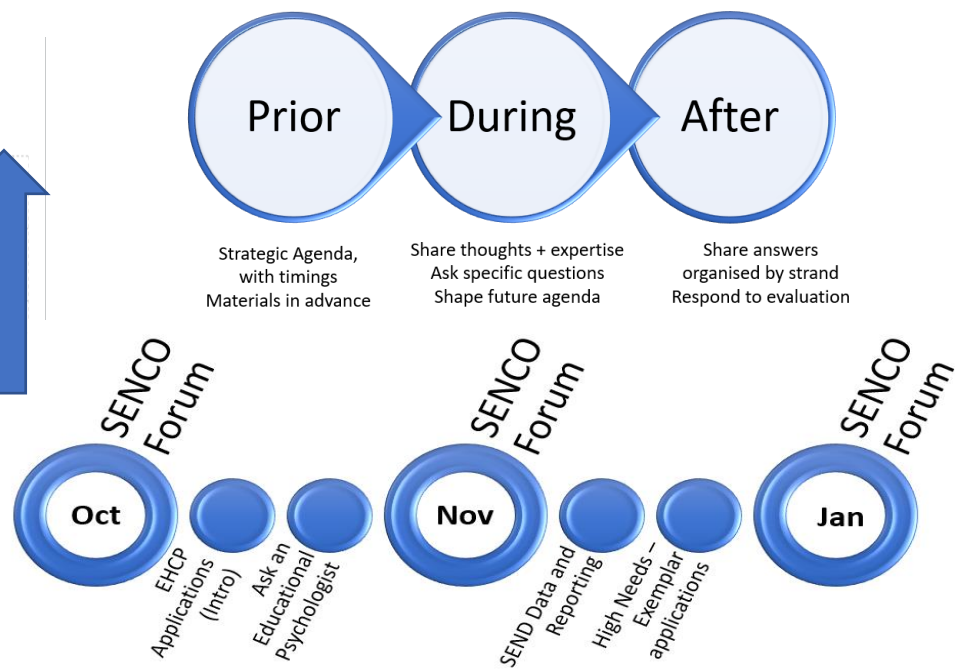 Prior
During
After
Strategic Agenda,
with timings
Materials in advance
Share thoughts + expertise
Ask specific questions
Shape future agenda
Share answers
organised by strand
Respond to evaluation
SENCO
Forum
SENCO
Forum
SENCO
Forum
Oct
Nov
Jan
EHCP
Applications
(Intro)
Ask an
Educational
Psychologist
SEND Data and
Reporting
High Needs –
Exemplar
applications